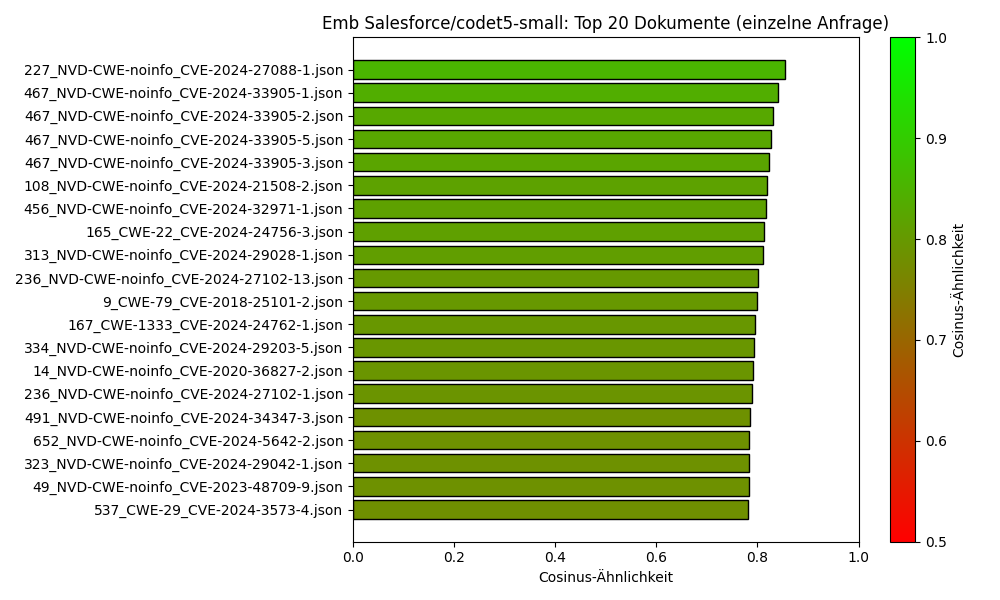 Emb Salesforce/codet5-small: Top 20 Dokumente (einzelne Anfrage)
227_NVD-CWE-noinfo_CVE-2024-27088-1.json
467_NVD-CWE-noinfo_CVE-2024-33905-1.json
467_NVD-CWE-noinfo_CVE-2024-33905-2.json
467_NVD-CWE-noinfo_CVE-2024-33905-5.json
467_NVD-CWE-noinfo_CVE-2024-33905-3.json
108_NVD-CWE-noinfo_CVE-2024-21508-2.json
456_NVD-CWE-noinfo_CVE-2024-32971-1.json
165_CWE-22_CVE-2024-24756-3.json
313_NVD-CWE-noinfo_CVE-2024-29028-1.json
236_NVD-CWE-noinfo_CVE-2024-27102-13.json
9_CWE-79_CVE-2018-25101-2.json
167_CWE-1333_CVE-2024-24762-1.json
334_NVD-CWE-noinfo_CVE-2024-29203-5.json
14_NVD-CWE-noinfo_CVE-2020-36827-2.json
236_NVD-CWE-noinfo_CVE-2024-27102-1.json
491_NVD-CWE-noinfo_CVE-2024-34347-3.json
652_NVD-CWE-noinfo_CVE-2024-5642-2.json
323_NVD-CWE-noinfo_CVE-2024-29042-1.json
49_NVD-CWE-noinfo_CVE-2023-48709-9.json
537_CWE-29_CVE-2024-3573-4.json
0.0 0.2 0.4 0.6 0.8 1.0
Cosinus-Ähnlichkeit
1.0
0.9
0.8
0.7
0.6
0.5
Cosinus-Ähnlichkeit